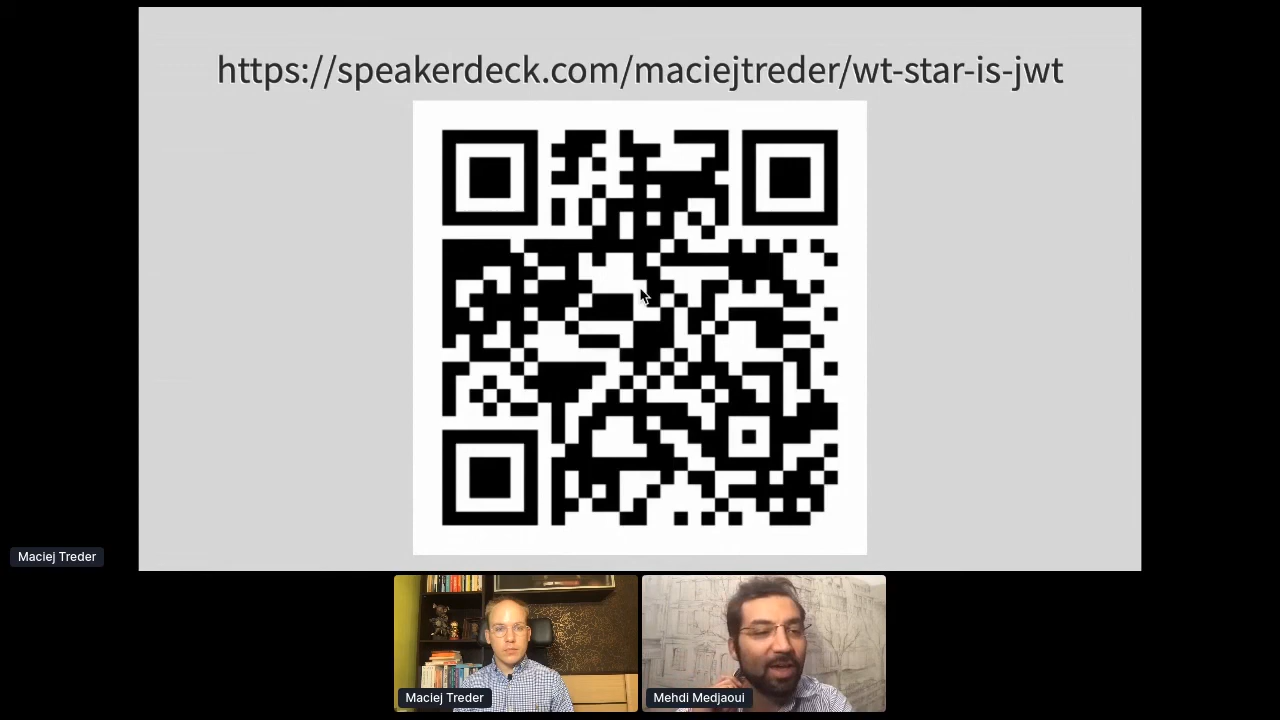 https://speakerdeck.com/maciejtreder/wt-star-is-jwt
Maciej Treder
Maciej Treder
Mehdi Medjaoui